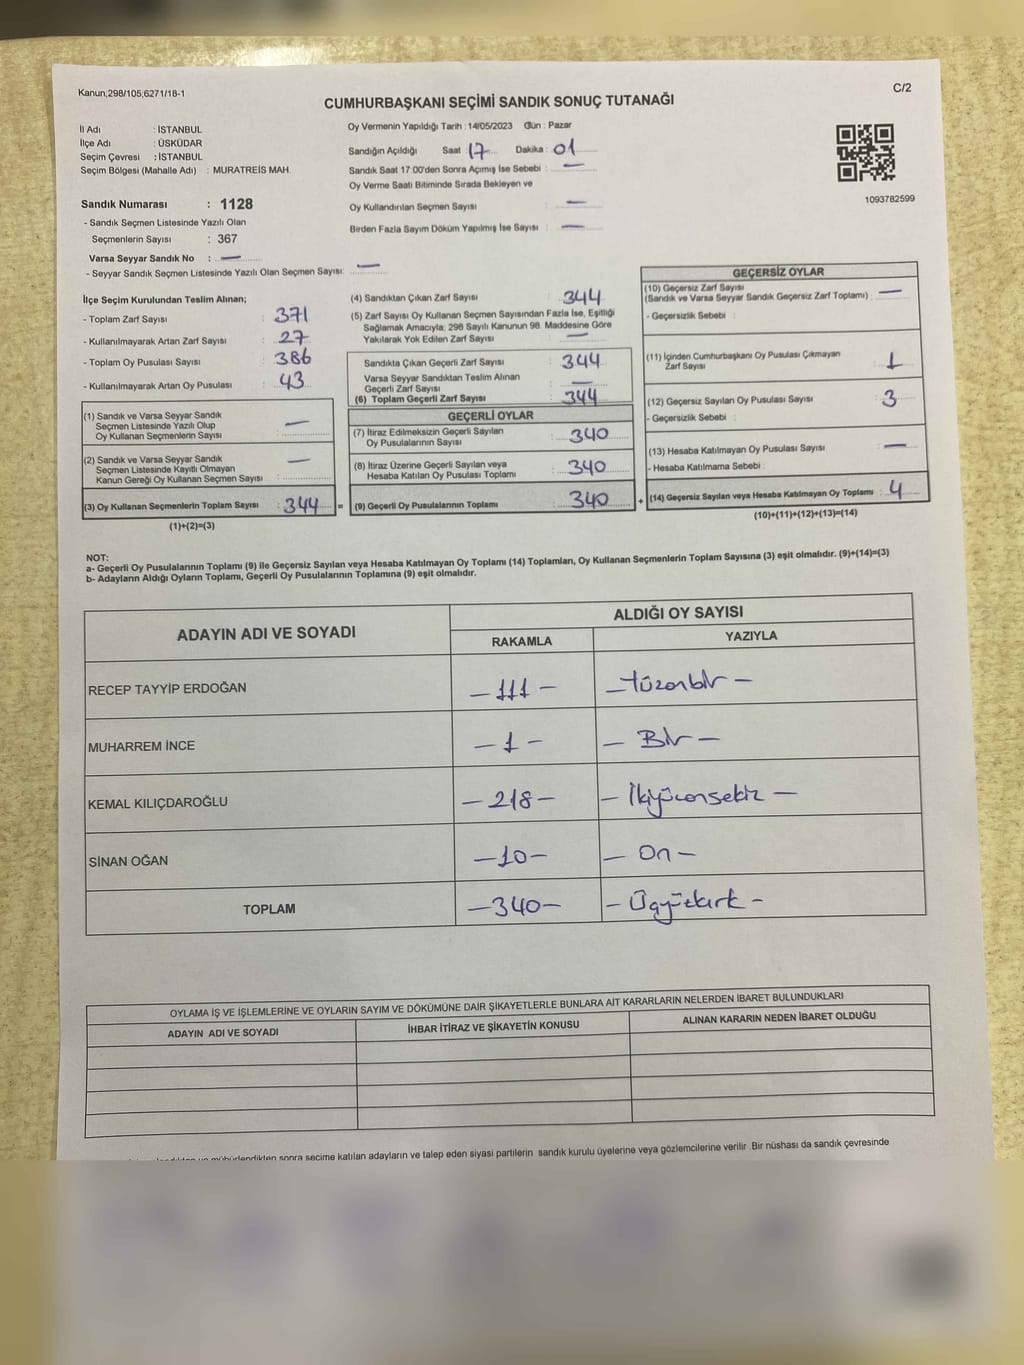 Kanun;298/105;6271/18-1
C/2
CUMHURBAŞKANI SEÇİMİ SANDIK SONUÇ TUTANAĞI
İl Adı : İSTANBUL
İlçe Adı : ÜSKÜDAR
Seçim Çevresi : İSTANBUL
Seçim Bölgesi (Mahalle Adı) : MURATREİS MAH.
Sandık Numarası : 1128
- Sandık Seçmen Listesinde Yazılı Olan
Seçmenlerin Sayısı : 367
Varsa Seyyar Sandık No : —
- Seyyar Sandık Seçmen Listesinde Yazılı Olan Seçmen Sayısı: —
Oy Vermenin Yapıldığı Tarih : 14/05/2023 Gün : Pazar
Sandığın Açıldığı Saat : 17 Dakika : 01
Sandık Saat 17:00'den Sonra Açımış İse Sebebi : —
Oy Verme Saati Bitiminde Sırada Bekleyen ve
Oy Kullandırılan Seçmen Sayısı : —
Birden Fazla Sayım Döküm Yapılmış İse Sayısı : —
1093782599
İlçe Seçim Kurulundan Teslim Alınan;
- Toplam Zarf Sayısı : 371
- Kullanılmayarak Artan Zarf Sayısı : 27
- Toplam Oy Pusulası Sayısı : 386
- Kullanılmayarak Artan Oy Pusulası : 43
(1) Sandık ve Varsa Seyyar Sandık
Seçmen Listesinde Yazılı Olup
Oy Kullanan Seçmenlerin Sayısı : —
(2) Sandık ve Varsa Seyyar Sandık
Seçmen Listesinde Kayıtlı Olmayan
Kanun Gereği Oy Kullanan Seçmen Sayısı : —
(3) Oy Kullanan Seçmenlerin Toplam Sayısı : 344 =
(1)+(2)=(3)
(4) Sandıktan Çıkan Zarf Sayısı : 344
(5) Zarf Sayısı Oy Kullanan Seçmen Sayısından Fazla İse, Eşitliği
Sağlamak Amacıyla; 298 Sayılı Kanunun 98. Maddesine Göre
Yakılarak Yok Edilen Zarf Sayısı : —
Sandıkta Çıkan Geçerli Zarf Sayısı : 344
Varsa Seyyar Sandıktan Teslim Alınan
Geçerli Zarf Sayısı : —
(6) Toplam Geçerli Zarf Sayısı : 344
GEÇERLİ OYLAR
(7) İtiraz Edilmeksizin Geçerli Sayılan
Oy Pusulalarının Sayısı : 340
(8) İtiraz Üzerine Geçerli Sayılan veya
Hesaba Katılan Oy Pusulası Toplamı : 340
(9) Geçerli Oy Pusulalarının Toplamı : 340 +
GEÇERSİZ OYLAR
(10) Geçersiz Zarf Sayısı
(Sandık ve Varsa Seyyar Sandık Geçersiz Zarf Toplamı) : —
- Geçersizlik Sebebi :
(11) İçinden Cumhurbaşkanı Oy Pusulası Çıkmayan
Zarf Sayısı : 1
(12) Geçersiz Sayılan Oy Pusulası Sayısı : 3
- Geçersizlik Sebebi :
(13) Hesaba Katılmayan Oy Pusulası Sayısı : —
- Hesaba Katılmama Sebebi :
(14) Geçersiz Sayılan veya Hesaba Katılmayan Oy Toplamı : 4
(10)+(11)+(12)+(13)=(14)
NOT:
a- Geçerli Oy Pusulalarının Toplamı (9) ile Geçersiz Sayılan veya Hesaba Katılmayan Oy Toplamı (14) Toplamları, Oy Kullanan Seçmenlerin Toplam Sayısına (3) eşit olmalıdır. (9)+(14)=(3)
b- Adayların Aldığı Oyların Toplamı, Geçerli Oy Pusulalarının Toplamına (9) eşit olmalıdır.
ADAYIN ADI VE SOYADI ALDIĞI OY SAYISI
RAKAMLA YAZIYLA
RECEP TAYYİP ERDOĞAN -111- -Yüzonbir-
MUHARREM İNCE -1- -Bir-
KEMAL KILIÇDAROĞLU -218- -İkiyüzonsekiz-
SİNAN OĞAN -10- -On-
TOPLAM -340- -Üçyüzkırk-
OYLAMA İŞ VE İŞLEMLERİNE VE OYLARIN SAYIM VE DÖKÜMÜNE DAİR ŞİKAYETLERLE BUNLARA AİT KARARLARIN NELERDEN İBARET BULUNDUKLARI
ADAYIN ADI VE SOYADI İHBAR İTİRAZ VE ŞİKAYETİN KONUSU ALINAN KARARIN NEDEN İBARET OLDUĞU
mühürlendikten sonra seçime katılan adayların ve talep eden siyasi partilerin sandık kurulu üyelerine veya gözlemcilerine verilir .Bir nüshası da sandık çevresinde